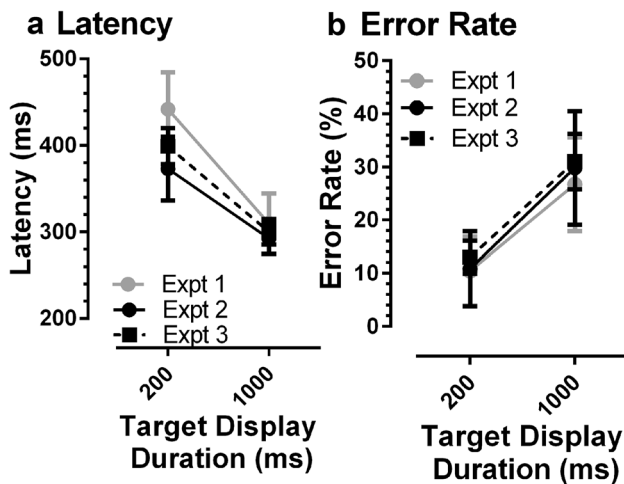 a Latency
500
400
300
200
Latency (ms)
Expt 1
Expt 2
Expt 3
200
1000
Target Display
Duration (ms)
b Error Rate
50
40
30
20
10
0
Error Rate (%)
Expt 1
Expt 2
Expt 3
200
1000
Target Display
Duration (ms)